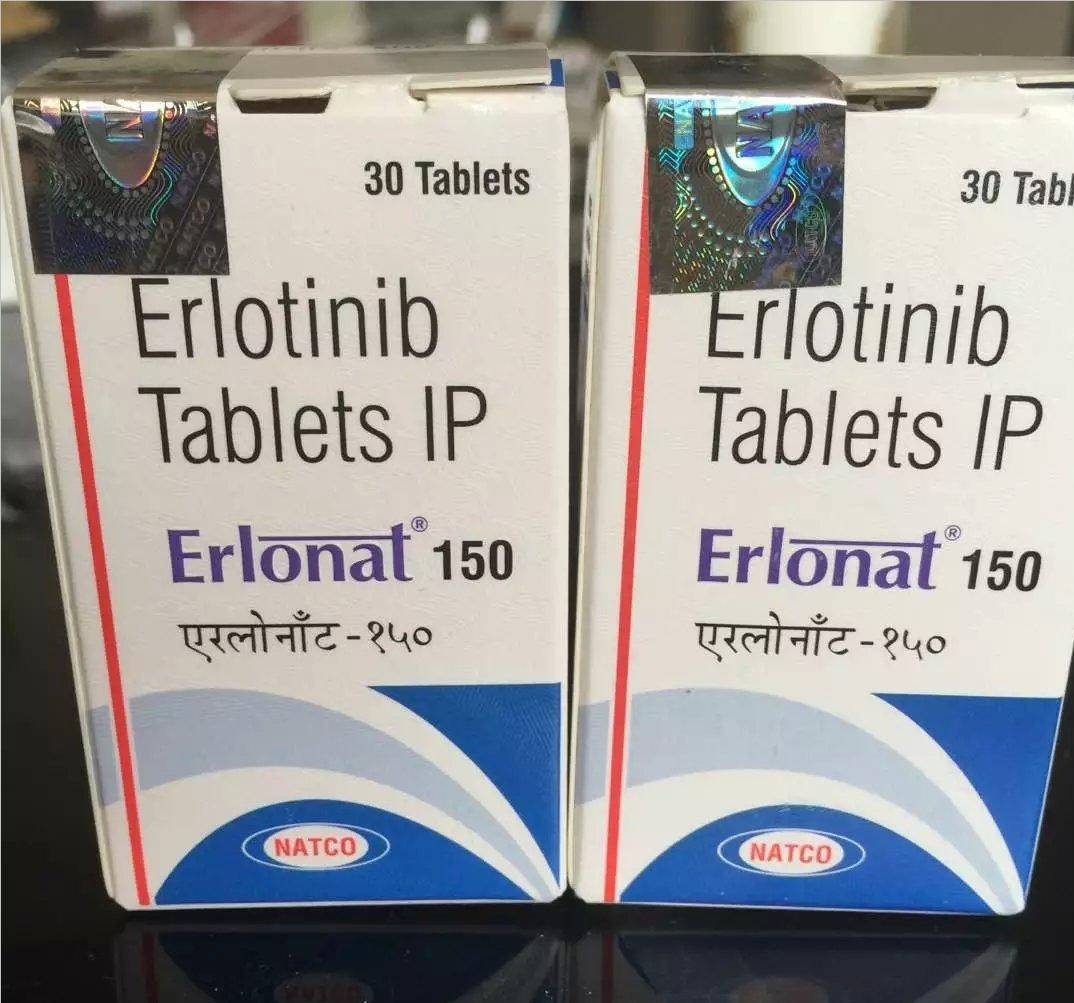 30 Tablets
Erlotinib
Tablets IP
Erlonat® 150
एरलोनाँट-१५०
NATCO
30 Tabl
Erlotinib
Tablets IP
Erlonat® 150
एरलोनाँट-१५०
NATCO